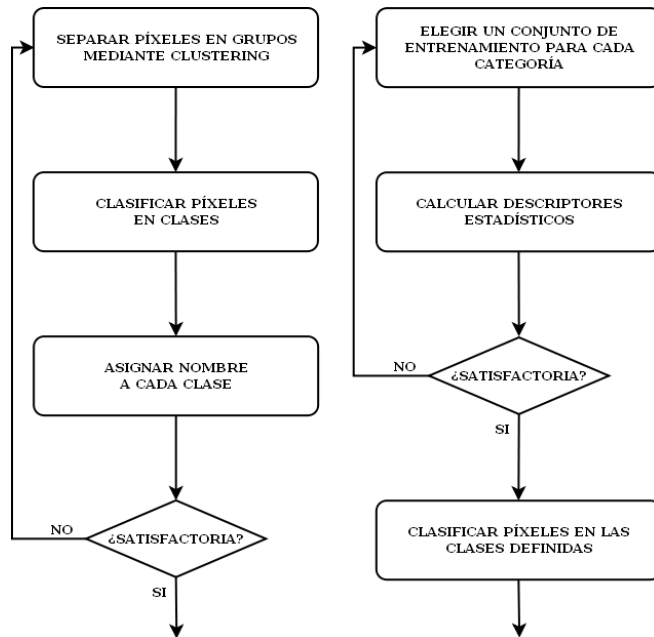 SEPARAR PÍXELES EN GRUPOS
MEDIANTE CLUSTERING
CLASIFICAR PÍXELES
EN CLASES
ASIGNAR NOMBRE
A CADA CLASE
¿SATISFACTORIA?
NO
SI
ELEGIR UN CONJUNTO DE
ENTRENAMIENTO PARA CADA
CATEGORÍA
CALCULAR DESCRIPTORES
ESTADÍSTICOS
¿SATISFACTORIA?
NO
SI
CLASIFICAR PÍXELES EN LAS
CLASES DEFINIDAS